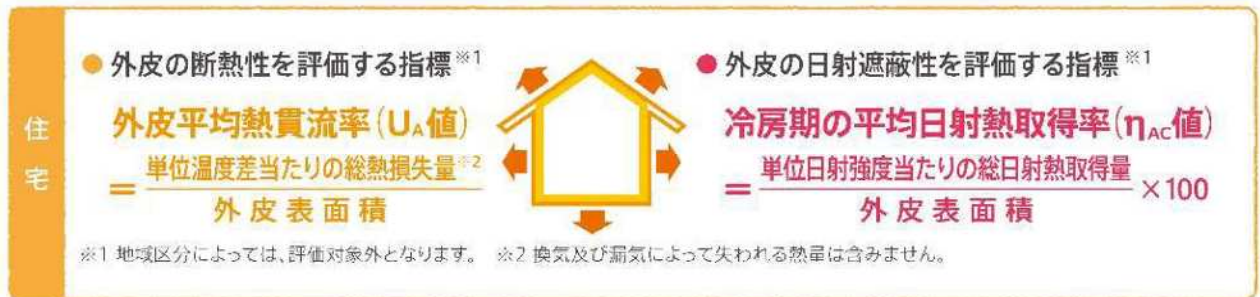 住宅
● 外皮の断熱性を評価する指標※1
外皮平均熱貫流率(UA値)
= 単位温度差当たりの総熱損失量※2
外皮表面積
● 外皮の日射遮蔽性を評価する指標※1
冷房期の平均日射熱取得率(ηAC値)
= 単位日射強度当たりの総日射熱取得量 ×100
外皮表面積
※1 地域区分によっては、評価対象外となります。 ※2 換気及び漏気によって失われる熱量は含みません。